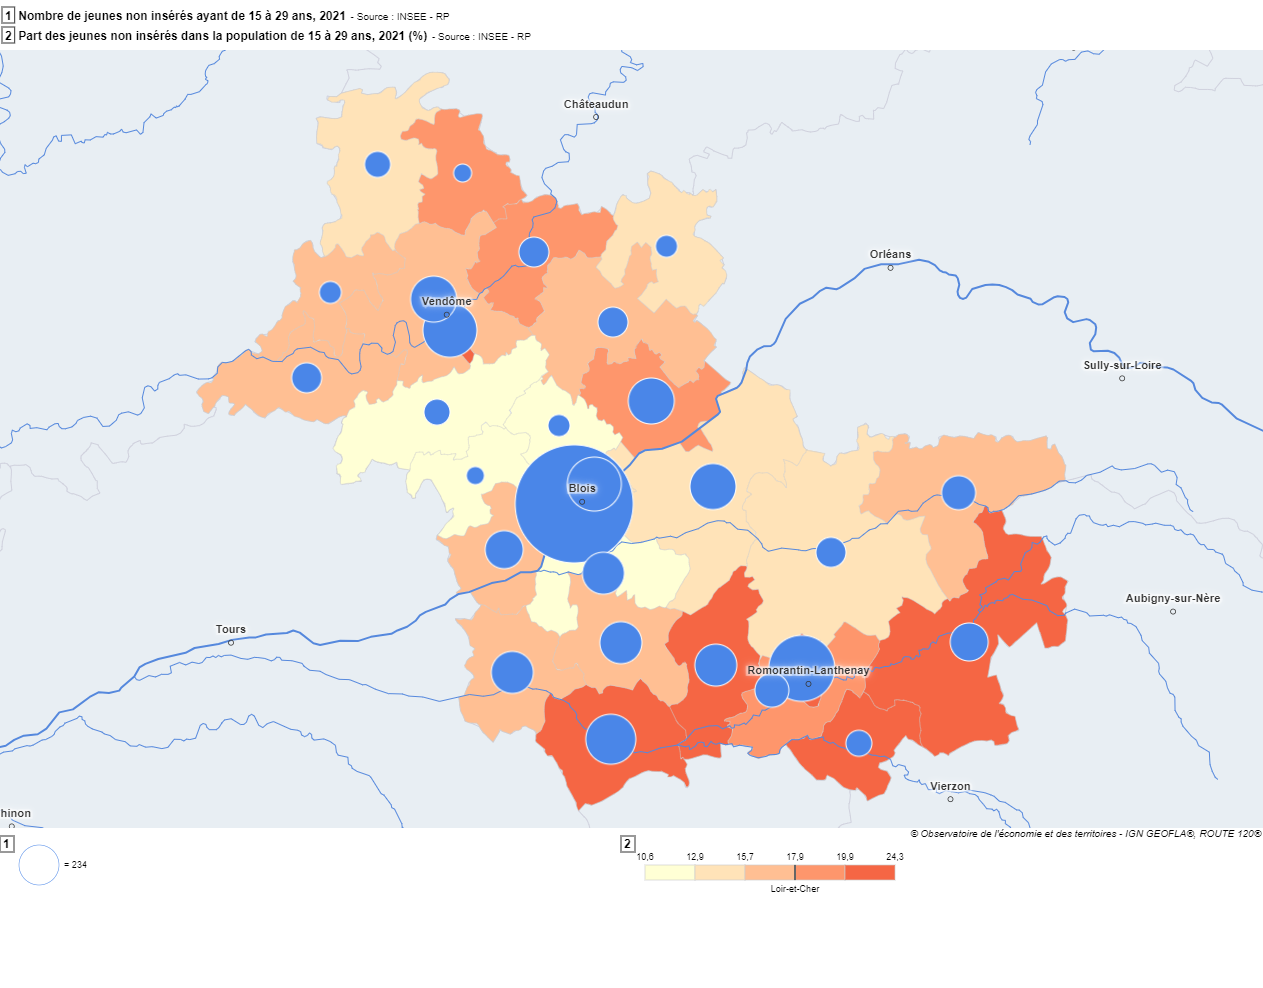 1 Nombre de jeunes non insérés ayant de 15 à 29 ans, 2021 - Source : INSEE - RP
2 Part des jeunes non insérés dans la population de 15 à 29 ans, 2021 (%) - Source : INSEE - RP
Châteaudun
Orléans
Vendôme
Sully-sur-Loire
Blois
Aubigny-sur-Nère
Tours
Romorantin-Lanthenay
Vierzon
hinon
© Observatoire de l'économie et des territoires - IGN GEOFLA®, ROUTE 120®
1
= 234
2
10,6 12,9 15,7 17,9 19,9 24,3
Loir-et-Cher